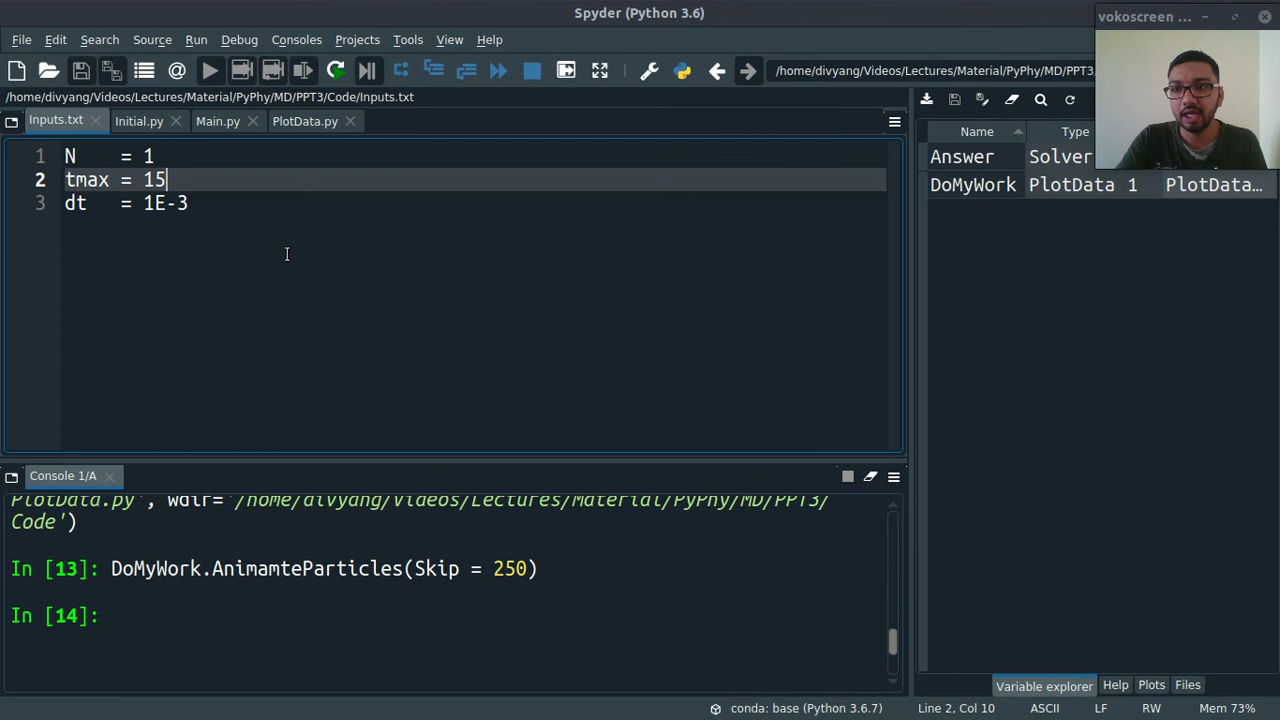 Spyder (Python 3.6)
vokoscreen ...
File Edit Search Source Run Debug Consoles Projects Tools View Help
/home/divyang/Videos/Lectures/Material/PyPhy/MD/PPT3/
/home/divyang/Videos/Lectures/Material/PyPhy/MD/PPT3/Code/Inputs.txt
Inputs.txt Initial.py Main.py PlotData.py
1 N = 1
2 tmax = 15
3 dt = 1E-3
Name Type
Answer Solver
DoMyWork PlotData 1 PlotData…
Console 1/A
PlotData.py', wdir='/home/divyang/Videos/Lectures/Material/PyPhy/MD/PPT3/
Code')
In [13]: DoMyWork.AnimamteParticles(Skip = 250)
In [14]:
Variable explorer Help Plots Files
conda: base (Python 3.6.7) Line 2, Col 10 ASCII LF RW Mem 73%